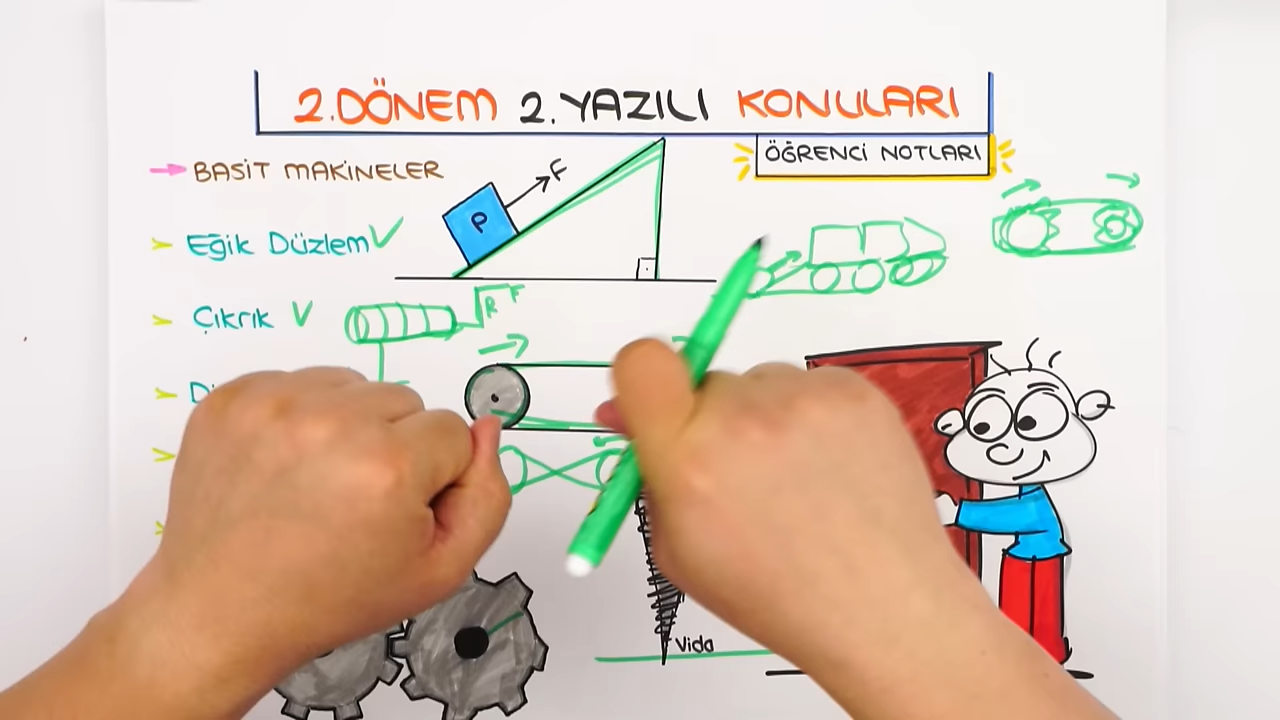 2.DÖNEM 2.YAZILI KONULARI
ÖĞRENCİ NOTLARI
BASİT MAKİNELER
F
P
Eğik Düzlem
Çıkrık
R F
Vida